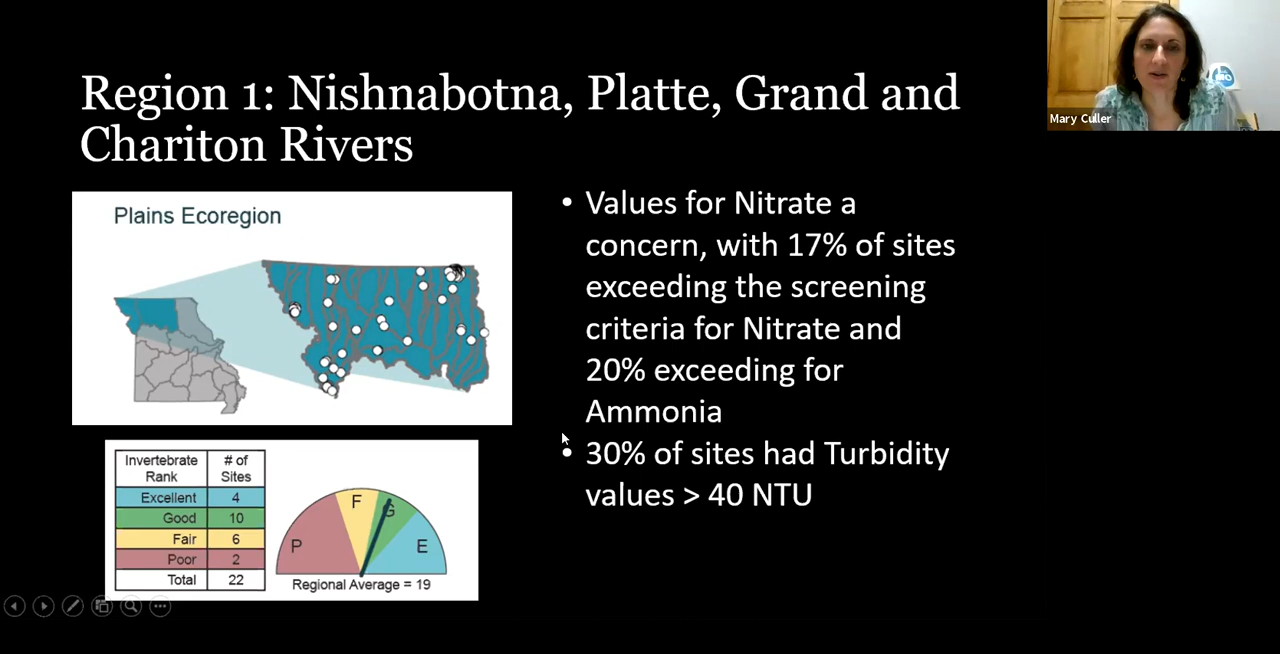 Region 1: Nishnabotna, Platte, Grand and
Chariton Rivers
Mary Culler
Plains Ecoregion
• Values for Nitrate a
concern, with 17% of sites
exceeding the screening
criteria for Nitrate and
20% exceeding for
Ammonia
• 30% of sites had Turbidity
values > 40 NTU
Invertebrate Rank # of Sites
Excellent 4
Good 10
Fair 6
Poor 2
Total 22
P F G E
Regional Average = 19